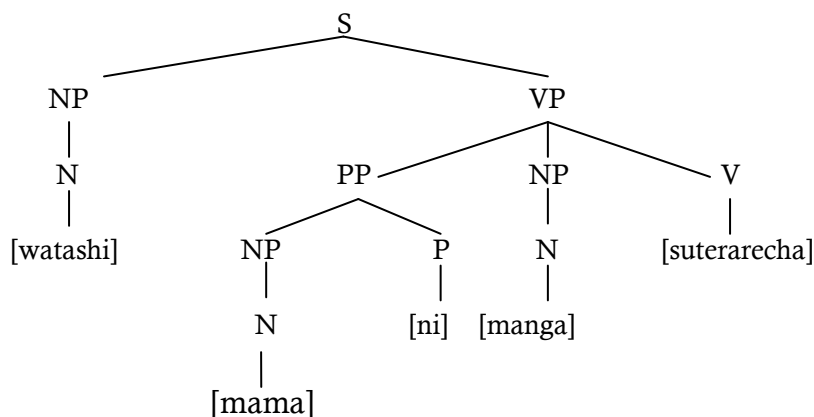 S
NP VP
N PP NP V
[watashi] NP P N [suterarecha]
N [ni] [manga]
[mama]